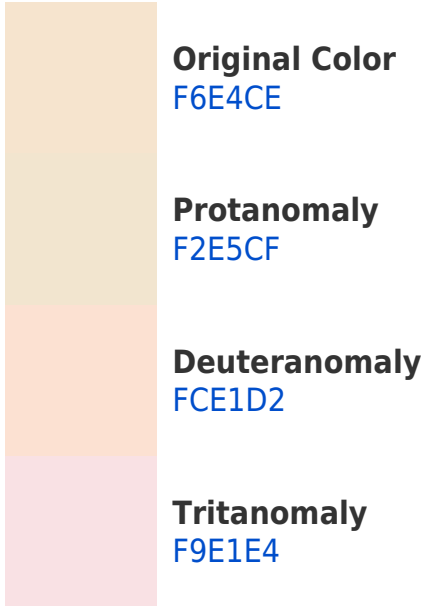 Original Color
F6E4CE
Protanomaly
F2E5CF
Deuteranomaly
FCE1D2
Tritanomaly
F9E1E4